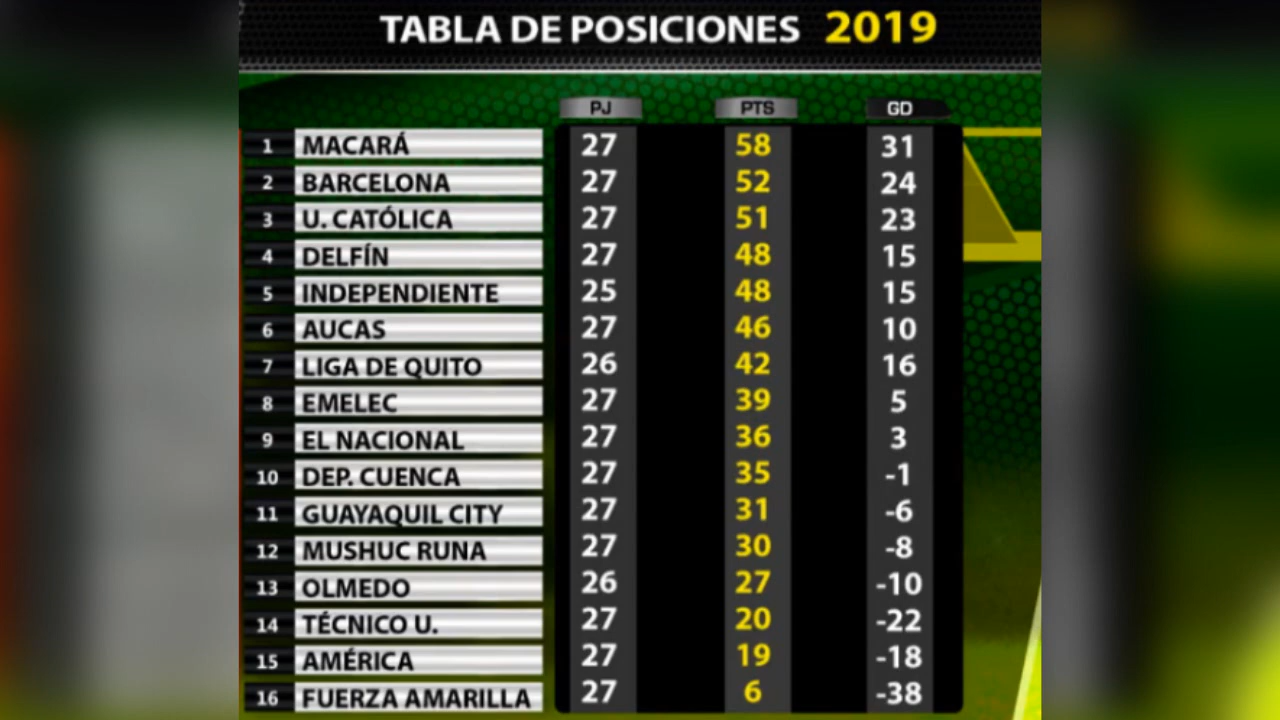 TABLA DE POSICIONES 2019
PJ PTS GD
1 MACARÁ 27 58 31
2 BARCELONA 27 52 24
3 U. CATÓLICA 27 51 23
4 DELFÍN 27 48 15
5 INDEPENDIENTE 25 48 15
6 AUCAS 27 46 10
7 LIGA DE QUITO 26 42 16
8 EMELEC 27 39 5
9 EL NACIONAL 27 36 3
10 DEP. CUENCA 27 35 -1
11 GUAYAQUIL CITY 27 31 -6
12 MUSHUC RUNA 27 30 -8
13 OLMEDO 26 27 -10
14 TÉCNICO U. 27 20 -22
15 AMÉRICA 27 19 -18
16 FUERZA AMARILLA 27 6 -38